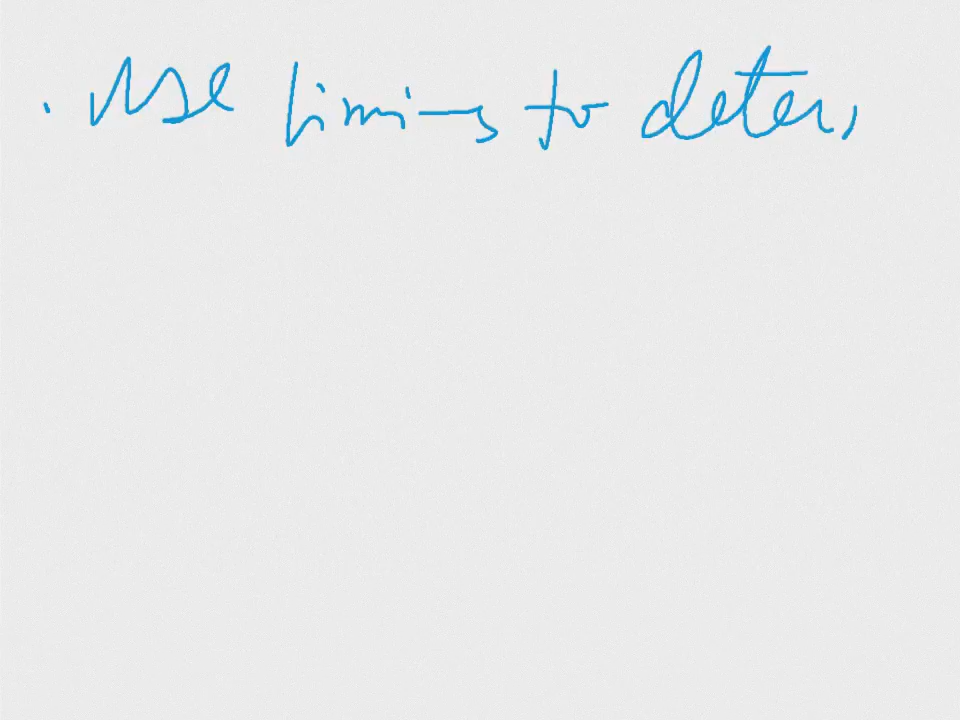 . Use limits to deter